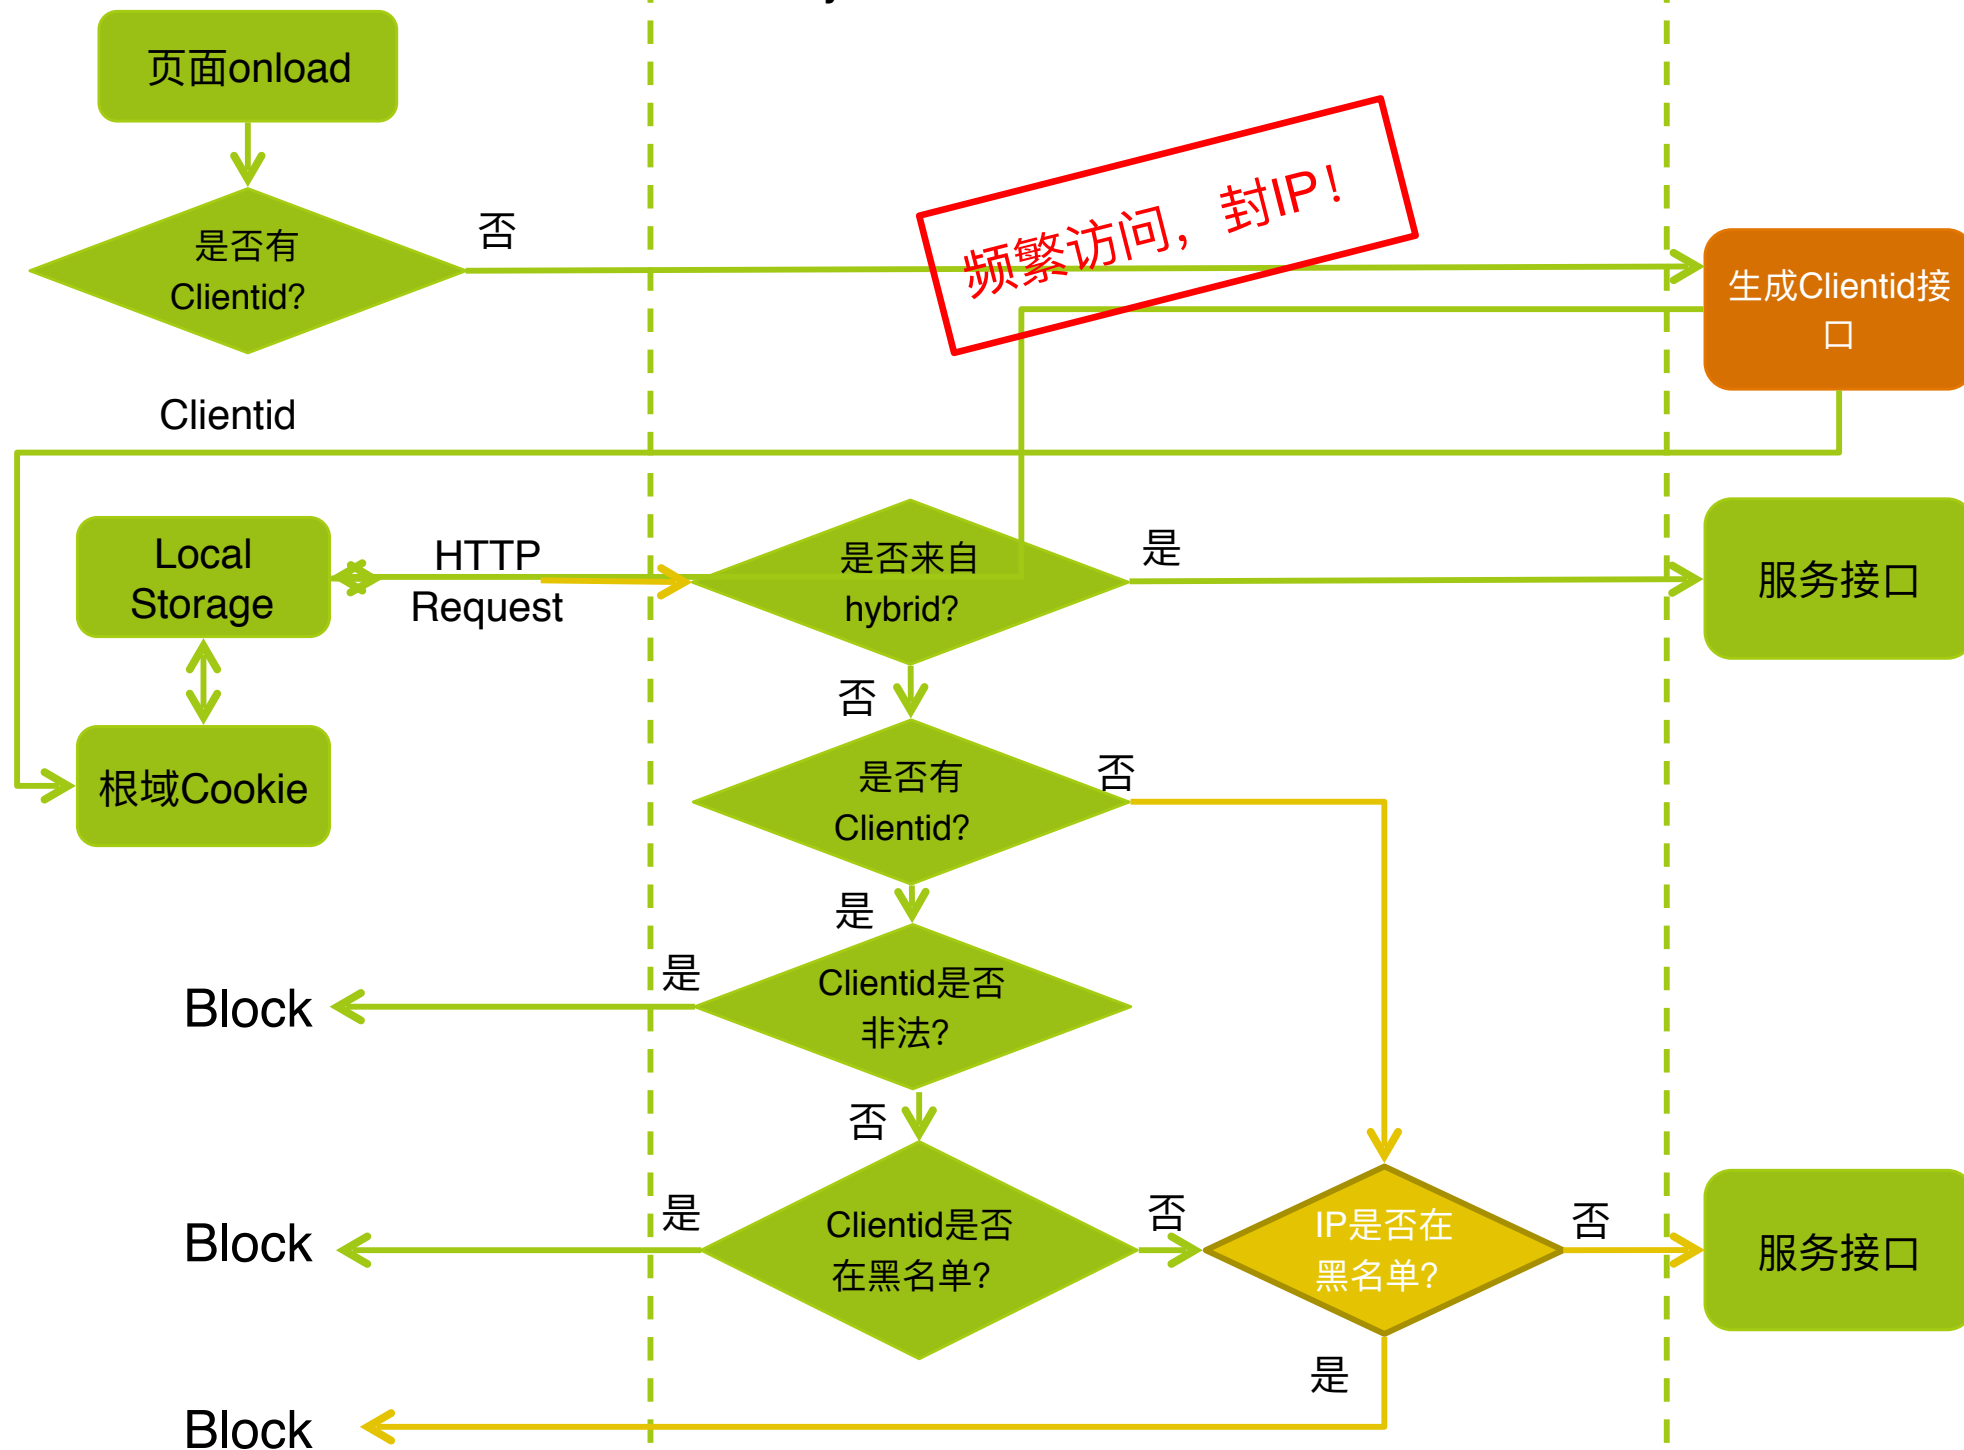 页面onload
是否有
Clientid?
否
频繁访问，封IP！
生成Clientid接
口
Clientid
Local
Storage
HTTP
Request
是否来自
hybrid?
是
服务接口
否
根域Cookie
是否有
Clientid?
否
是
Block
是
Clientid是否
非法?
否
Block
是
Clientid是否
在黑名单?
否
IP是否在
黑名单?
否
服务接口
是
Block